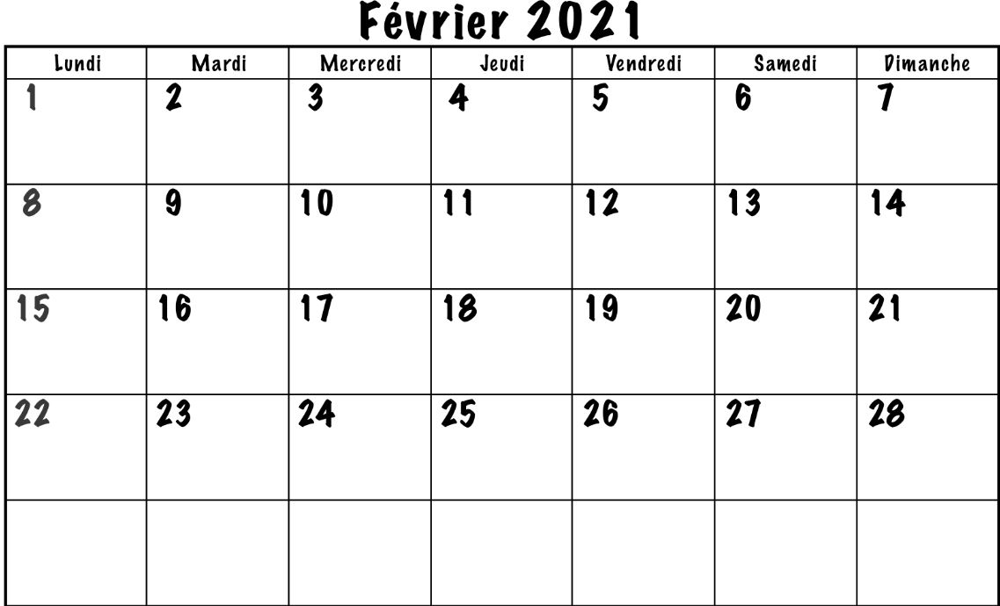 Février 2021
Lundi Mardi Mercredi Jeudi Vendredi Samedi Dimanche
1 2 3 4 5 6 7
8 9 10 11 12 13 14
15 16 17 18 19 20 21
22 23 24 25 26 27 28